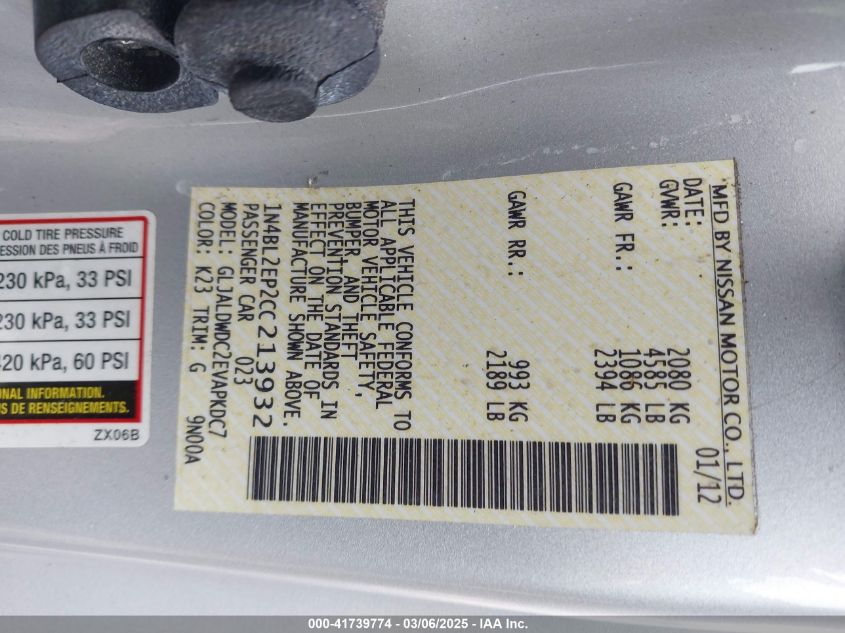 MFD BY NISSAN MOTOR CO., LTD.
DATE: 01/12
GVWR: 2080 KG
4585 LB
GAWR FR.: 1086 KG
2394 LB
GAWR RR.: 993 KG
2189 LB
THIS VEHICLE CONFORMS TO
ALL APPLICABLE FEDERAL
MOTOR VEHICLE SAFETY,
BUMPER AND THEFT
PREVENTION STANDARDS IN
EFFECT ON THE DATE OF
MANUFACTURE SHOWN ABOVE.
1N4BL2EP2CC213932
PASSENGER CAR 023
MODEL: GLJALDWDC2EYAPKDC7
COLOR: K23 TRIM: G 9N00A
COLD TIRE PRESSURE
ESSION DES PNEUS À FROID
230 kPa, 33 PSI
230 kPa, 33 PSI
420 kPa, 60 PSI
ONAL INFORMATION.
US DE RENSEIGNEMENTS.
ZX06B
000-41739774 - 03/06/2025 - IAA Inc.